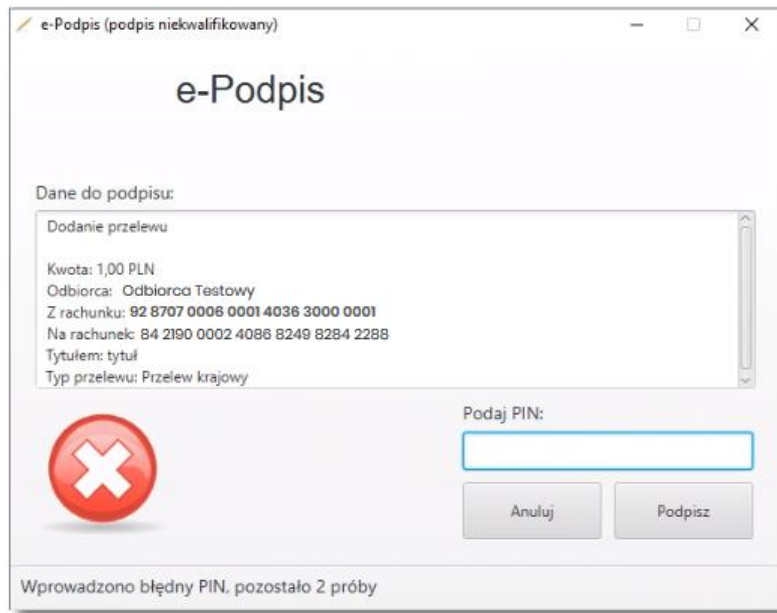 e-Podpis (podpis niekwalifikowany)
e-Podpis
Dane do podpisu:
Dodanie przelewu
Kwota: 1,00 PLN
Odbiorca: Odbiorca Testowy
Z rachunku: 92 8707 0006 0001 4036 3000 0001
Na rachunek: 84 2190 0002 4086 8249 8284 2288
Tytułem: tytuł
Typ przelewu: Przelew krajowy
Podaj PIN:
Anuluj Podpisz
Wprowadzono błędny PIN, pozostało 2 próby